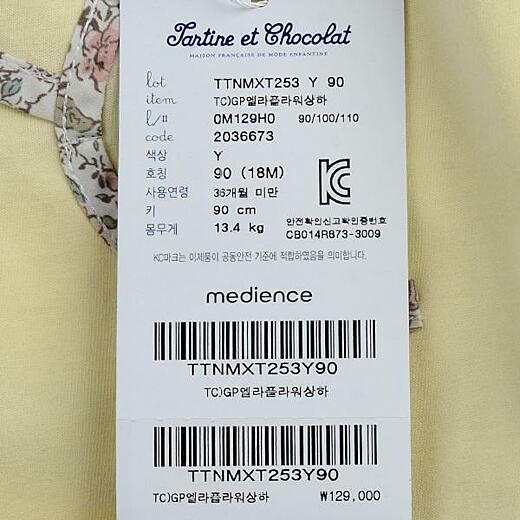 Tartine et Chocolat
MAISON FRANÇAISE DE MODE ENFANTINE
lot TTNMXT253 Y 90
item TC)GP엘라플라워상하
l/# 0M129H0 90/100/110
code 2036673
색상 Y
호칭 90 (18M)
사용연령 36개월 미만
키 90 cm
몸무게 13.4 kg
안전확인신고확인증번호
CB014R873-3009
KC마크는 이제품이 공통안전 기준에 적합하였음을 의미합니다.
medience
TTNMXT253Y90
TC)GP엘라플라워상하
TTNMXT253Y90
TC)GP엘라플라워상하 ₩129,000